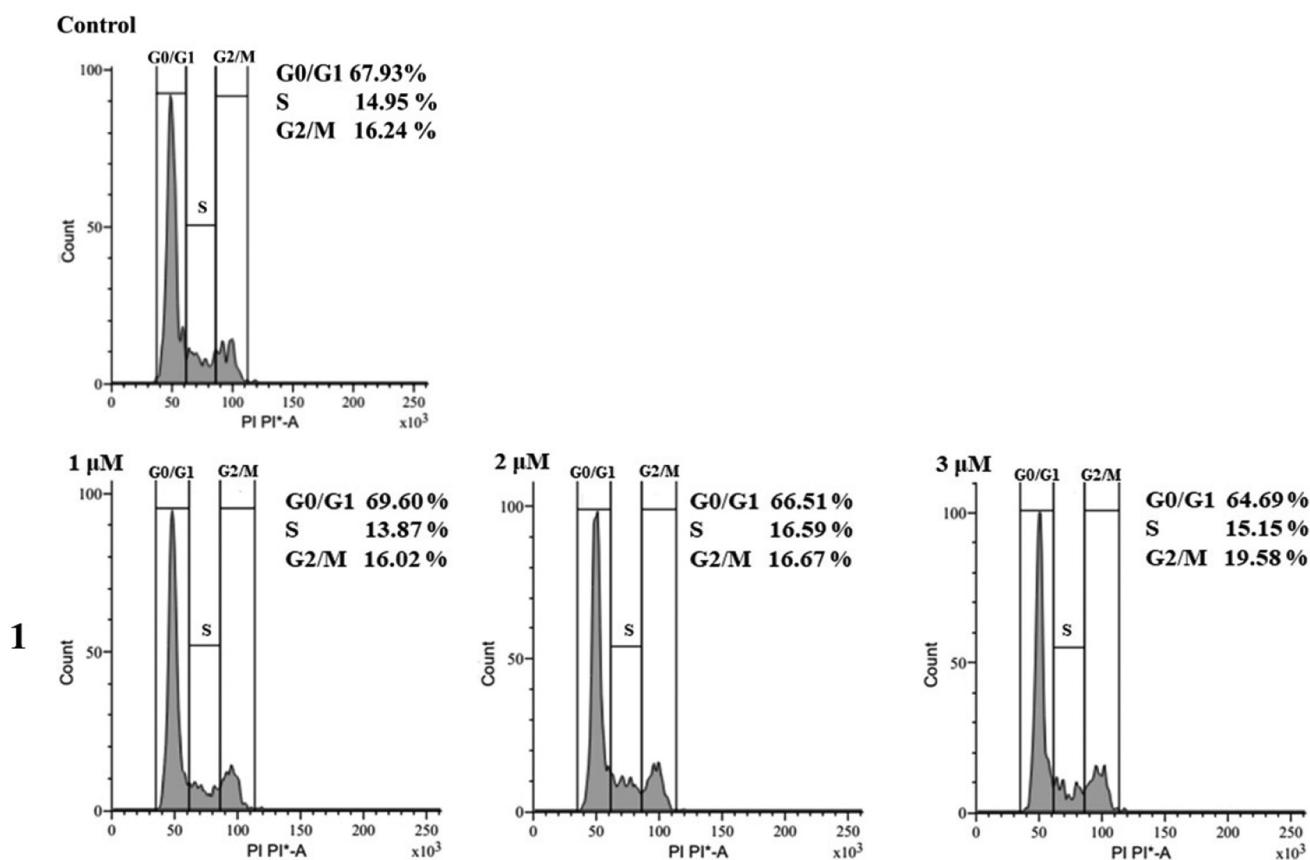 Control
G0/G1 G2/M
G0/G1 67.93%
S 14.95 %
G2/M 16.24 %
S
100
50
0
Count
0 50 100 150 200 250
PI PI*-A
x10³
1 µM
G0/G1 G2/M
G0/G1 69.60 %
S 13.87 %
G2/M 16.02 %
S
100
50
0
Count
0 50 100 150 200 250
PI PI*-A
x10³
2 µM
G0/G1 G2/M
G0/G1 66.51 %
S 16.59 %
G2/M 16.67 %
S
100
50
0
Count
0 50 100 150 200 250
PI PI*-A
x10³
3 µM
G0/G1 G2/M
G0/G1 64.69 %
S 15.15 %
G2/M 19.58 %
S
100
50
0
Count
0 50 100 150 200 250
PI PI*-A
x10³
1